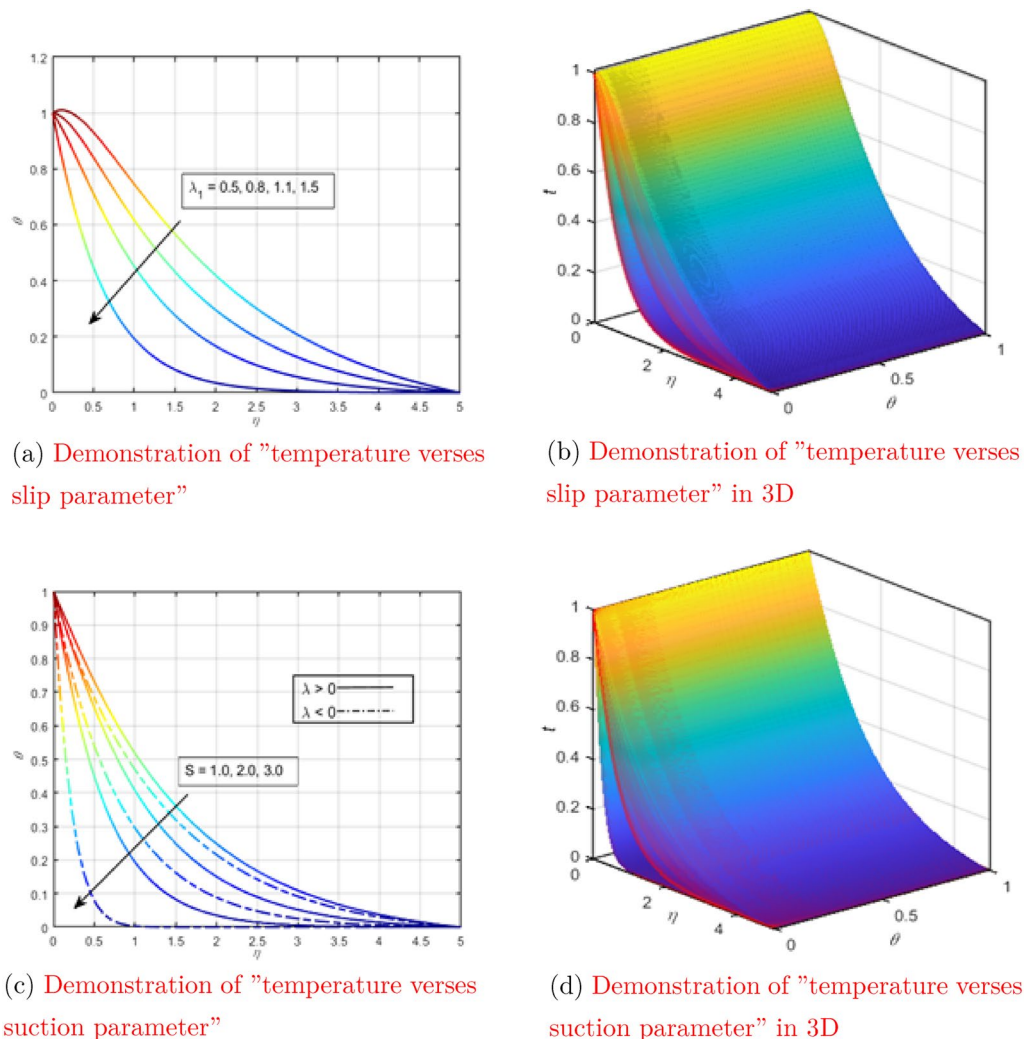 1.2
1
0.8
0.6
0.4
0.2
0
θ
λ1 = 0.5, 0.8, 1.1, 1.5
0 0.5 1 1.5 2 2.5 3 3.5 4 4.5 5
η
1
0.8
0.6
0.4
0.2
0
t
0 2 4
η
0 0.5 1
θ
(a) Demonstration of ”temperature verses
slip parameter”
(b) Demonstration of ”temperature verses
slip parameter” in 3D
1
0.9
0.8
0.7
0.6
0.5
0.4
0.3
0.2
0.1
0
θ
λ > 0
λ < 0
S = 1.0, 2.0, 3.0
0 0.5 1 1.5 2 2.5 3 3.5 4 4.5 5
η
1
0.8
0.6
0.4
0.2
0
t
0 2 4
η
0 0.5 1
θ
(c) Demonstration of ”temperature verses
suction parameter”
(d) Demonstration of ”temperature verses
suction parameter” in 3D